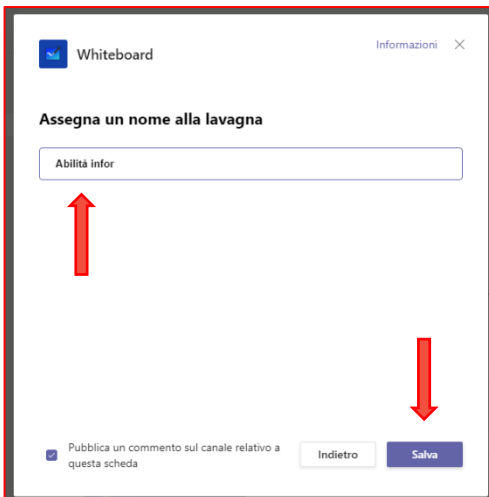 Whiteboard
Informazioni
Assegna un nome alla lavagna
Abilità infor
Pubblica un commento sul canale relativo a
questa scheda
Indietro
Salva